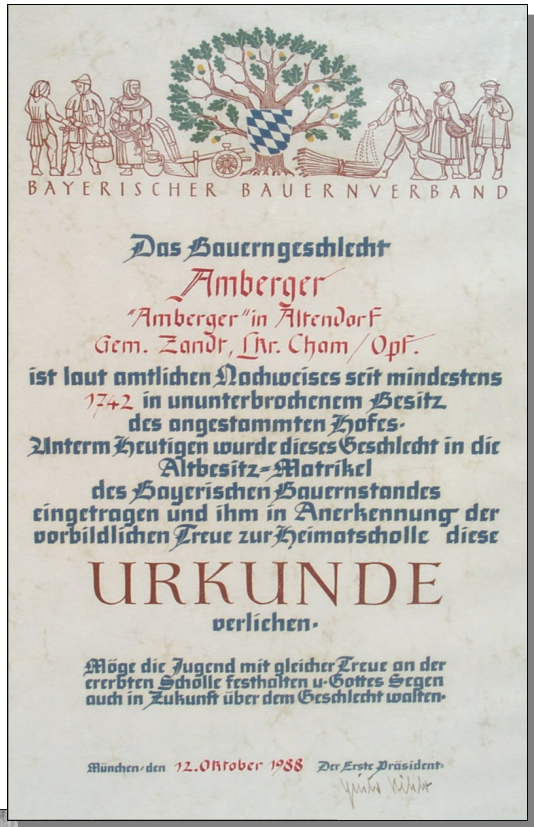 BAYERISCHER BAUERNVERBAND
Das Bauerngeschlecht
Amberger
"Amberger" in Altendorf
Gem. Zandt, Lkr. Cham/Opf.
ist laut amtlichen Nachweises seit mindestens
1742 in ununterbrochenem Besitz
des angestammten Hofes.
Unterm Heutigen wurde dieses Geschlecht in die
Altbesitz-Matrikel
des Bayerischen Bauernstandes
eingetragen und ihm in Anerkennung der
vorbildlichen Treue zur Heimatscholle diese
URKUNDE
verliehen.
Möge die Jugend mit gleicher Treue an der
ererbten Scholle festhalten u. Gottes Segen
auch in Zukunft über dem Geschlecht walten.
München, den 12. Oktober 1988 Der Erste Präsident.